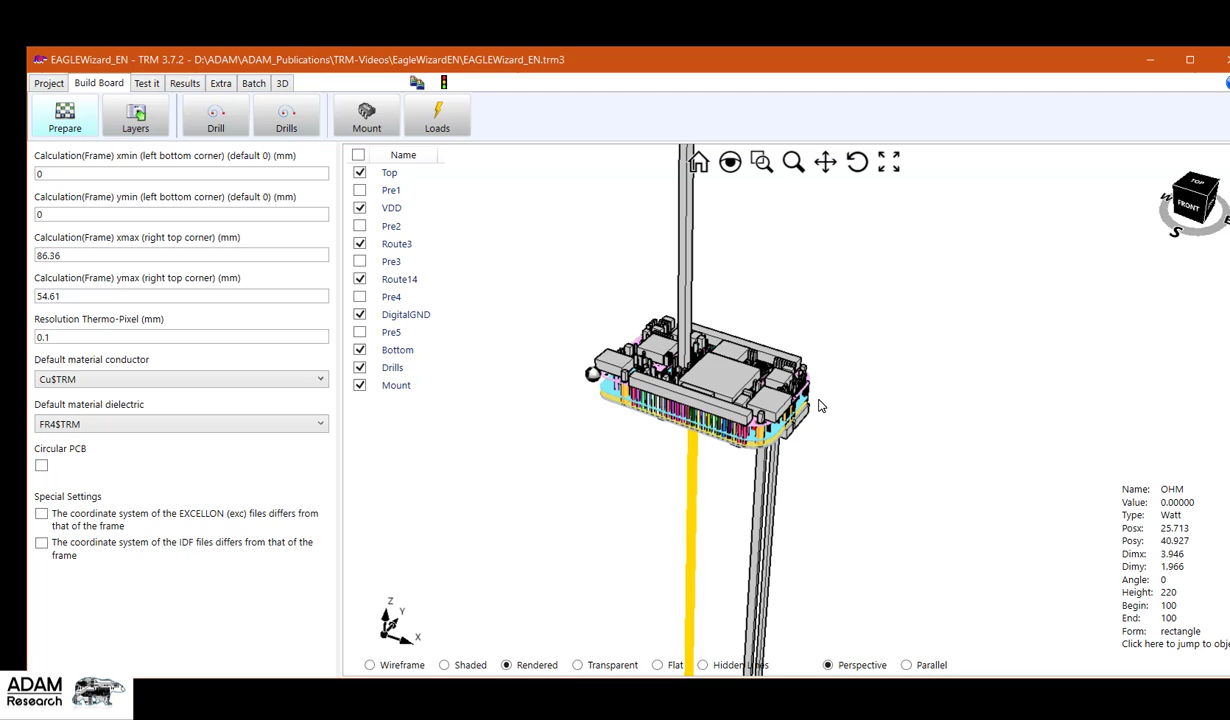 EAGLEWizard_EN - TRM 3.7.2 - D:\ADAM\ADAM_Publications\TRM-Videos\EagleWizardEN\EAGLEWizard_EN.trm3
Project Build Board Test it Results Extra Batch 3D
Prepare Layers Drill Drills Mount Loads
Calculation(Frame) xmin (left bottom corner) (default 0) (mm)
0
Calculation(Frame) ymin (left bottom corner) (default 0) (mm)
0
Calculation(Frame) xmax (right top corner) (mm)
86.36
Calculation(Frame) ymax (right top corner) (mm)
54.61
Resolution Thermo-Pixel (mm)
0.1
Default material conductor
Cu$TRM
Default material dielectric
FR4$TRM
Circular PCB
Special Settings
The coordinate system of the EXCELLON (exc) files differs from
that of the frame
The coordinate system of the IDF files differs from that of the
frame
Name
Top
Pre1
VDD
Pre2
Route3
Pre3
Route14
Pre4
DigitalGND
Pre5
Bottom
Drills
Mount
TOP
FRONT
W
S
E
Z
Y
X
Name: OHM
Value: 0.00000
Type: Watt
Posx: 25.713
Posy: 40.927
Dimx: 3.946
Dimy: 1.966
Angle: 0
Height: 220
Begin: 100
End: 100
Form: rectangle
Click here to jump to obje
Wireframe Shaded Rendered Transparent Flat Hidden Lines Perspective Parallel
ADAM
Research